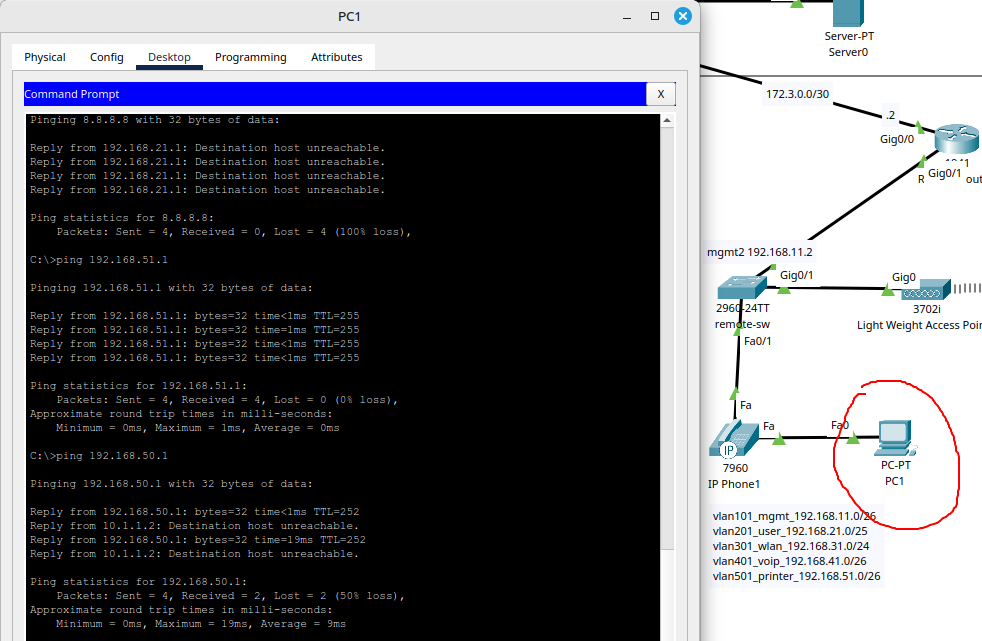 PC1
Physical Config Desktop Programming Attributes
Command Prompt
X
Pinging 8.8.8.8 with 32 bytes of data:
Reply from 192.168.21.1: Destination host unreachable.
Reply from 192.168.21.1: Destination host unreachable.
Reply from 192.168.21.1: Destination host unreachable.
Reply from 192.168.21.1: Destination host unreachable.
Ping statistics for 8.8.8.8:
Packets: Sent = 4, Received = 0, Lost = 4 (100% loss),
C:\>ping 192.168.51.1
Pinging 192.168.51.1 with 32 bytes of data:
Reply from 192.168.51.1: bytes=32 time<1ms TTL=255
Reply from 192.168.51.1: bytes=32 time<1ms TTL=255
Reply from 192.168.51.1: bytes=32 time<1ms TTL=255
Reply from 192.168.51.1: bytes=32 time<1ms TTL=255
Ping statistics for 192.168.51.1:
Packets: Sent = 4, Received = 4, Lost = 0 (0% loss),
Approximate round trip times in milli-seconds:
Minimum = 0ms, Maximum = 1ms, Average = 0ms
C:\>ping 192.168.50.1
Pinging 192.168.50.1 with 32 bytes of data:
Reply from 192.168.50.1: bytes=32 time<1ms TTL=252
Reply from 10.1.1.2: Destination host unreachable.
Reply from 192.168.50.1: bytes=32 time=19ms TTL=252
Reply from 10.1.1.2: Destination host unreachable.
Ping statistics for 192.168.50.1:
Packets: Sent = 4, Received = 2, Lost = 2 (50% loss),
Approximate round trip times in milli-seconds:
Minimum = 0ms, Maximum = 19ms, Average = 9ms
Server-PT
Server0
172.3.0.0/30
.2
Gig0/0
Gig0/1
mgmt2 192.168.11.2
Gig0/1
Gig0
2960-24TT
remote-sw
3702i
Light Weight Access Poi
Fa0/1
Fa
Fa
Fa0
IP
7960
IP Phone1
PC-PT
PC1
vlan101_mgmt_192.168.11.0/26
vlan201_user_192.168.21.0/25
vlan301_wlan_192.168.31.0/24
vlan401_voip_192.168.41.0/26
vlan501_printer_192.168.51.0/26